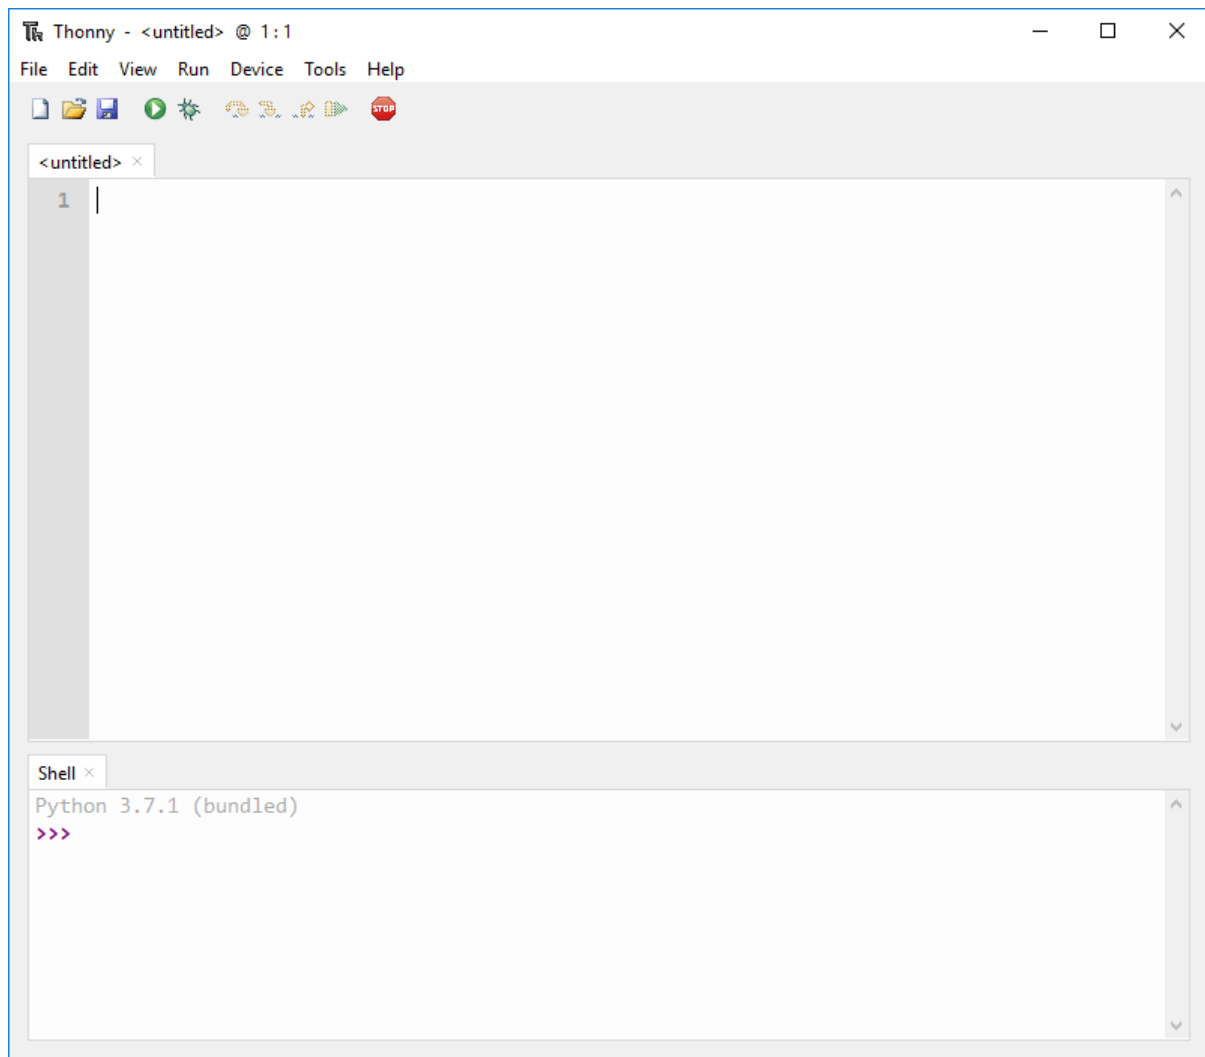 Thonny - <untitled> @ 1:1
File Edit View Run Device Tools Help
STOP
<untitled>
1
Shell
Python 3.7.1 (bundled)
>>>